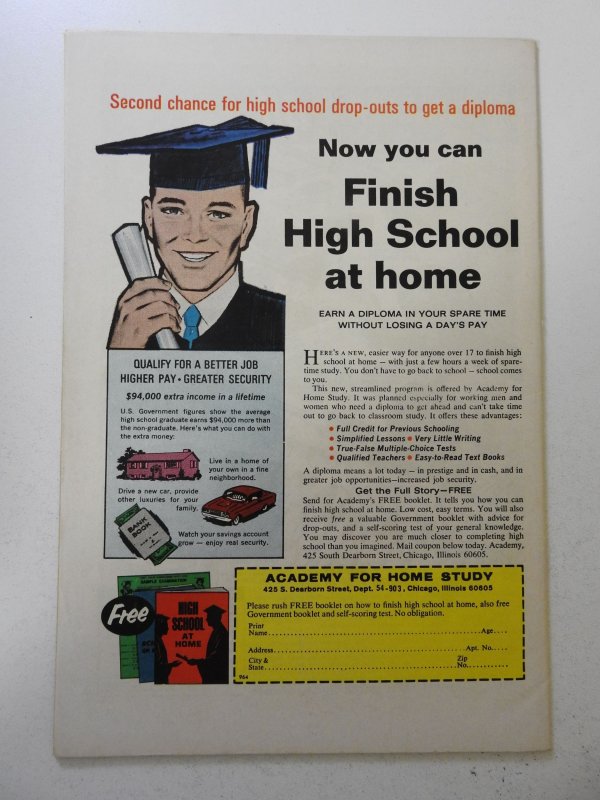 Second chance for high school drop-outs to get a diploma
Now you can
Finish
High School
at home
EARN A DIPLOMA IN YOUR SPARE TIME
WITHOUT LOSING A DAY'S PAY
HERE'S A NEW, easier way for anyone over 17 to finish high
school at home — with just a few hours a week of spare-
time study. You don't have to go back to school — school comes
to you.
This new, streamlined program is offered by Academy for
Home Study. It was planned especially for working men and
women who need a diploma to get ahead and can't take time
out to go back to classroom study. It offers these advantages:
• Full Credit for Previous Schooling
• Simplified Lessons • Very Little Writing
• True-False Multiple-Choice Tests
• Qualified Teachers • Easy-to-Read Text Books
A diploma means a lot today — in prestige and in cash, and in
greater job opportunities—increased job security.
Get the Full Story—FREE
Send for Academy's FREE booklet. It tells you how you can
finish high school at home. Low cost, easy terms. You will also
receive free a valuable Government booklet with advice for
drop-outs, and a self-scoring test of your general knowledge.
You may discover you are much closer to completing high
school than you imagined. Mail coupon below today. Academy,
425 South Dearborn Street, Chicago, Illinois 60605.
QUALIFY FOR A BETTER JOB
HIGHER PAY • GREATER SECURITY
$94,000 extra income in a lifetime
U.S. Government figures show the average
high school graduate earns $94,000 more than
the non-graduate. Here's what you can do with
the extra money:
Live in a home of
your own in a fine
neighborhood.
Drive a new car, provide
other luxuries for your
family.
BANK
BOOK
Watch your savings account
grow — enjoy real security.
Free
SAMPLE EXAMINATION
HIGH
SCHOOL
AT
HOME
ACADEMY FOR HOME STUDY
425 S. Dearborn Street, Dept. 54-903, Chicago, Illinois 60605
Please rush FREE booklet on how to finish high school at home, also free
Government booklet and self-scoring test. No obligation.
Print
Name Age
Address Apt. No.
City & Zip
State No.
964